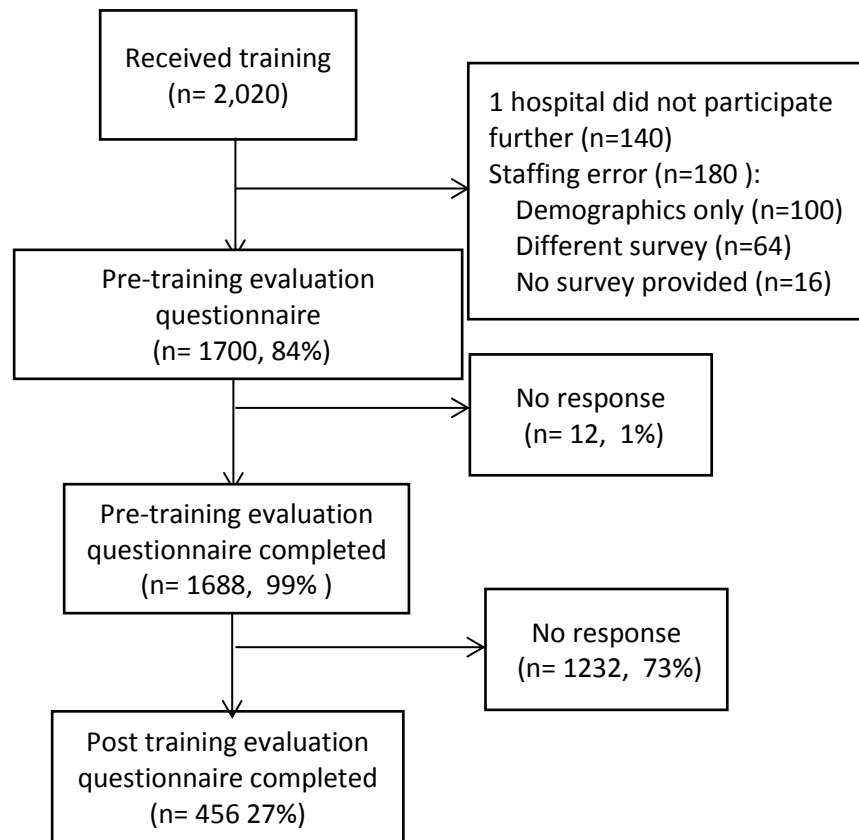 Received training
(n= 2,020)
1 hospital did not participate
further (n=140)
Staffing error (n=180 ):
Demographics only (n=100)
Different survey (n=64)
No survey provided (n=16)
Pre-training evaluation
questionnaire
(n= 1700, 84%)
No response
(n= 12,  1%)
Pre-training evaluation
questionnaire completed
(n= 1688,  99% )
No response
(n= 1232,  73%)
Post training evaluation
questionnaire completed
(n= 456 27%)